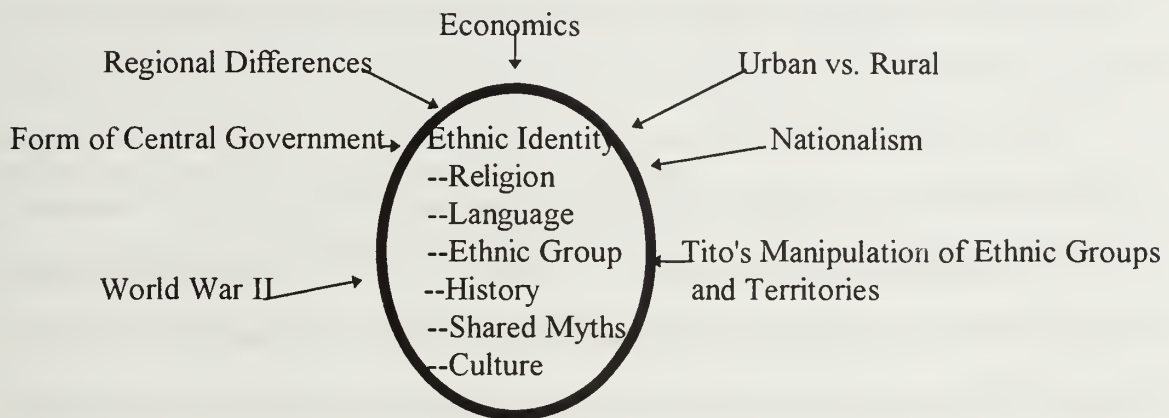 Economics
Regional Differences
Urban vs. Rural
Form of Central Government
Ethnic Identity
Nationalism
--Religion
--Language
--Ethnic Group
Tito's Manipulation of Ethnic Groups
and Territories
World War II
--History
--Shared Myths
--Culture